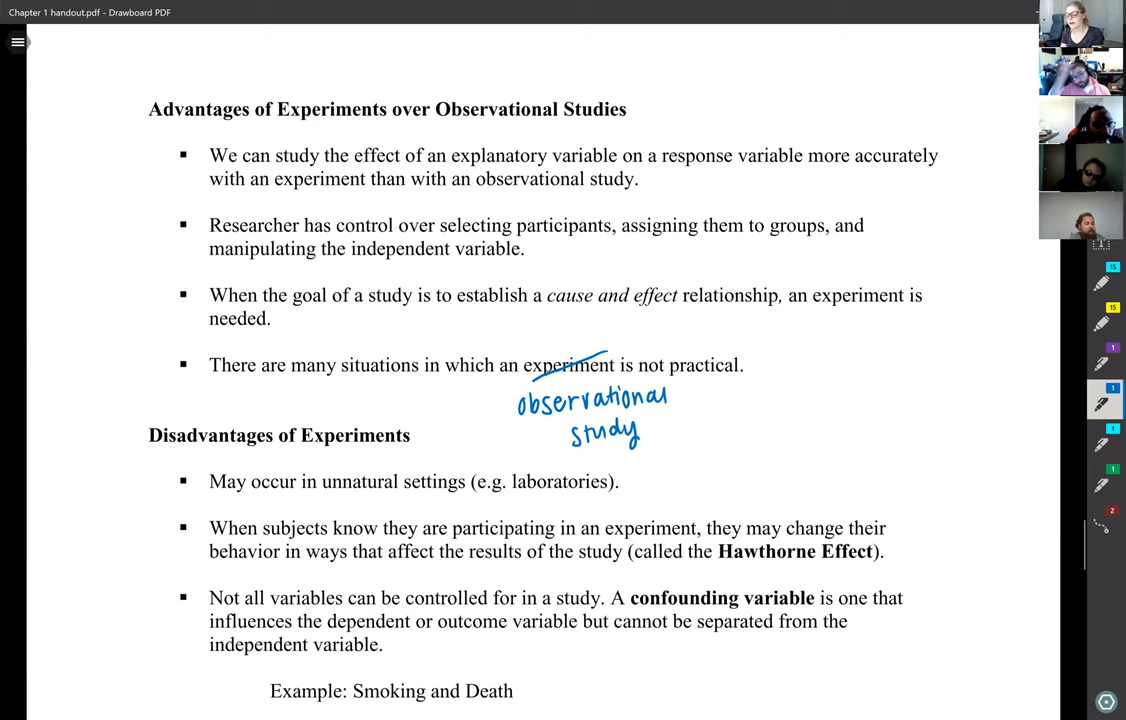 Chapter 1 handout.pdf - Drawboard PDF
Advantages of Experiments over Observational Studies
▪ We can study the effect of an explanatory variable on a response variable more accurately
with an experiment than with an observational study.
▪ Researcher has control over selecting participants, assigning them to groups, and
manipulating the independent variable.
▪ When the goal of a study is to establish a cause and effect relationship, an experiment is
needed.
▪ There are many situations in which an experiment is not practical.
observational
study
Disadvantages of Experiments
▪ May occur in unnatural settings (e.g. laboratories).
▪ When subjects know they are participating in an experiment, they may change their
behavior in ways that affect the results of the study (called the Hawthorne Effect).
▪ Not all variables can be controlled for in a study. A confounding variable is one that
influences the dependent or outcome variable but cannot be separated from the
independent variable.
Example: Smoking and Death
T
15
15
1
1
1
1
2